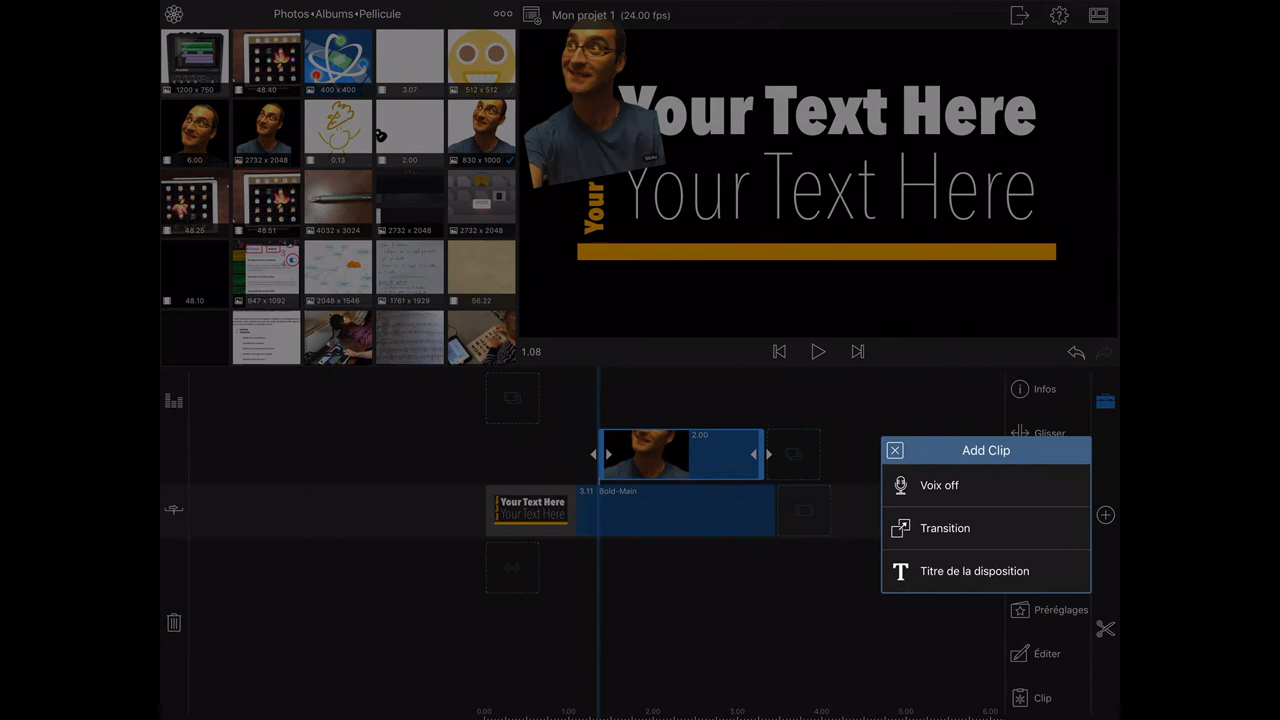 Photos◂Albums◂Pellicule
Mon projet 1 (24.00 fps)
1200 x 750
48.40
400 x 400
3.07
512 x 512
6.00
2732 x 2048
0.13
2.00
830 x 1000
48.25
48.51
4032 x 3024
2732 x 2048
2732 x 2048
48.10
947 x 1092
2048 x 1546
1761 x 1929
56.22
Your Text Here
Your Text Here
Your
1.08
Infos
Glisser
2.00
Add Clip
Voix off
Transition
Titre de la disposition
3.11 Bold-Main
Your Text Here
Your Text Here
Préréglages
Éditer
Clip
0.00
1.00
2.00
3.00
4.00
5.00
6.00